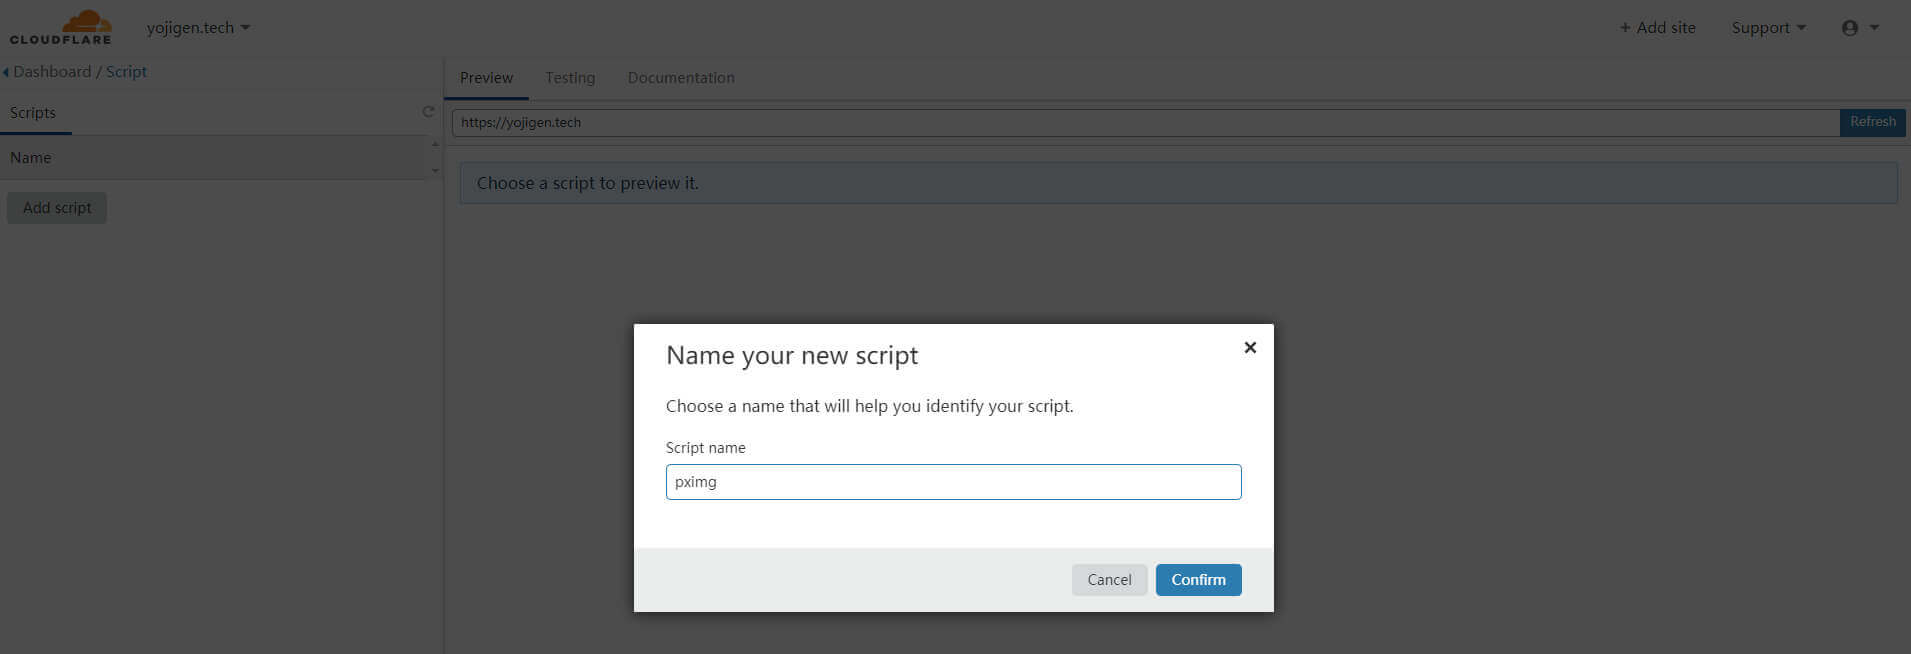 CLOUDFLARE
yojigen.tech
+ Add site
Support
Dashboard / Script
Scripts
Name
Add script
Preview Testing Documentation
https://yojigen.tech
Refresh
Choose a script to preview it.
Name your new script
Choose a name that will help you identify your script.
Script name
pximg
Cancel
Confirm